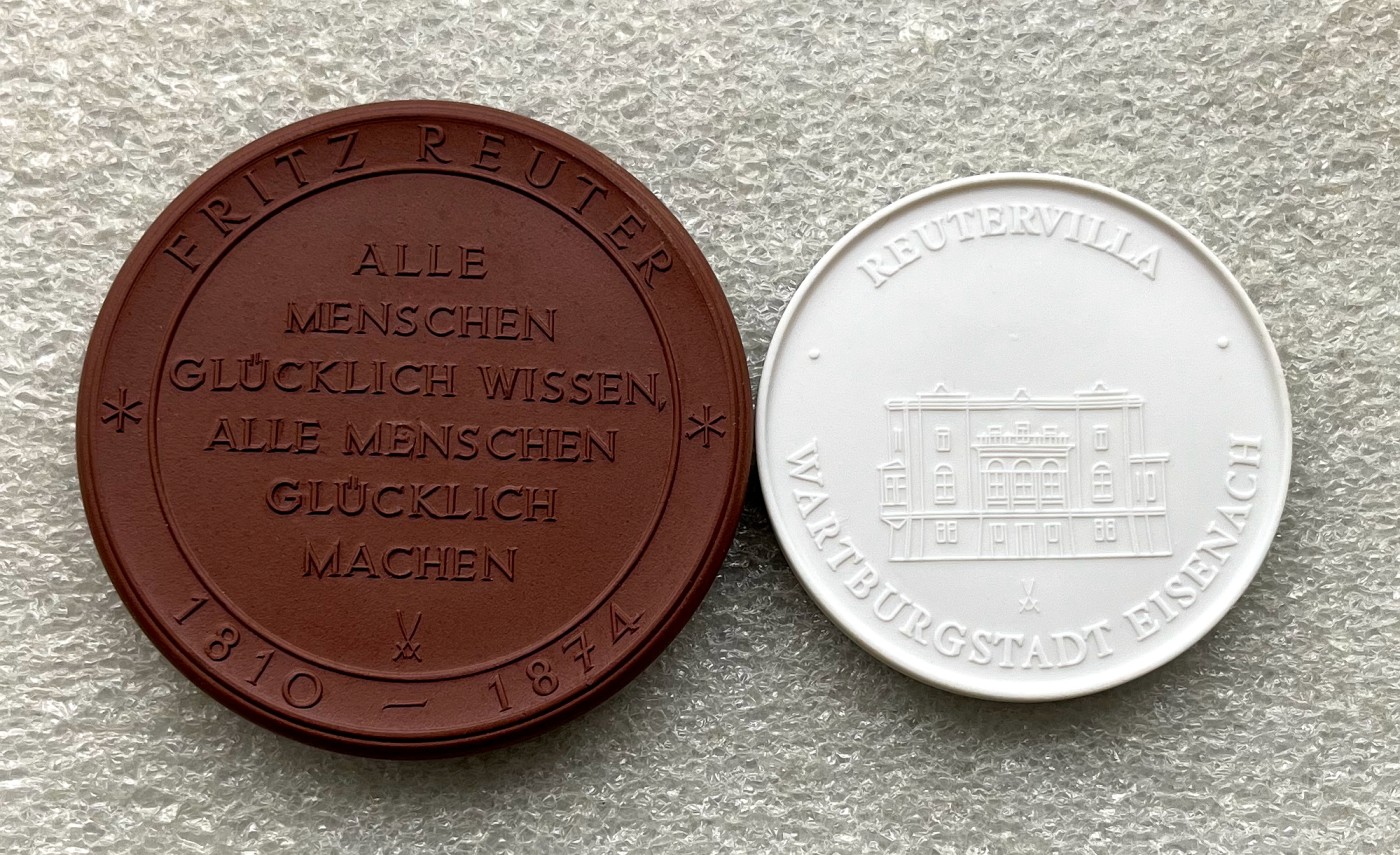 FRITZ REUTER
ALLE
MENSCHEN
GLÜCKLICH WISSEN,
ALLE MENSCHEN
GLÜCKLICH
MACHEN
1810 — 1874
REUTERVILLA
WARTBURGSTADT EISENACH